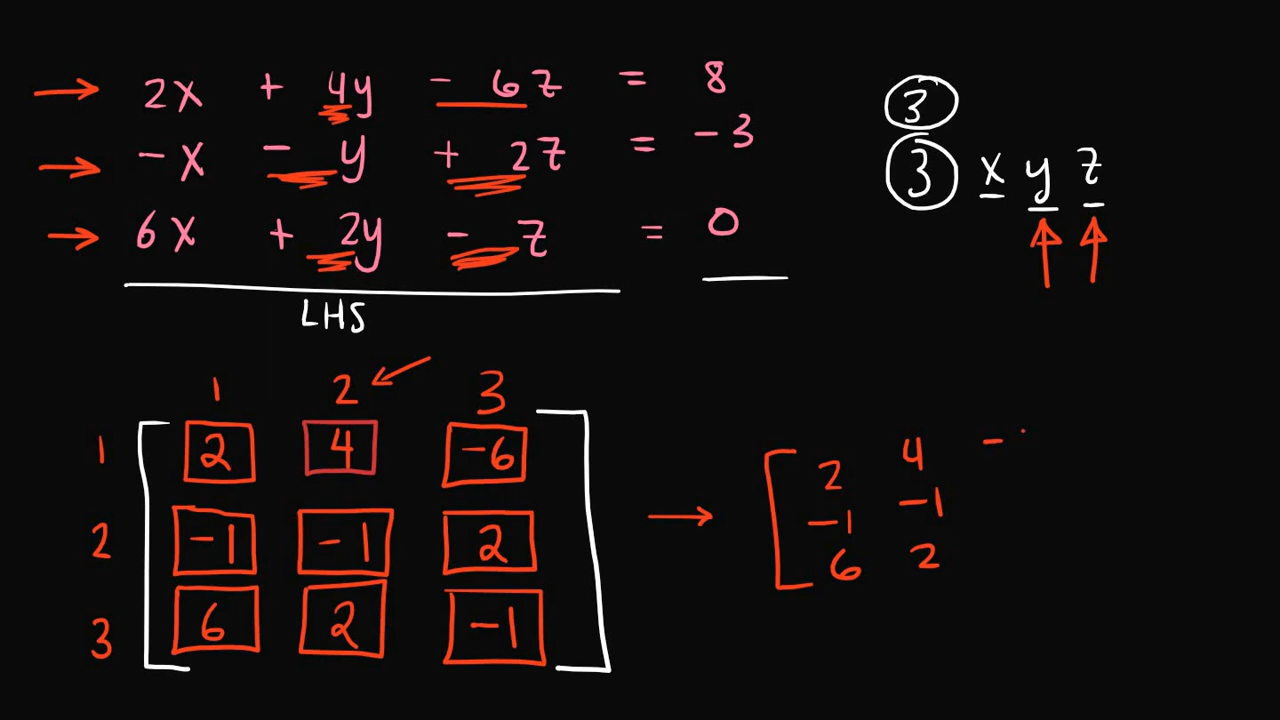 → 2x + 4y - 6z = 8
→ -x - y + 2z = -3
→ 6x + 2y - z = 0
LHS
3
3 x y z
1 2 3
1 2 4 -6
2 -1 -1 2
3 6 2 -1
→
2 4 -
-1 -1
6 2